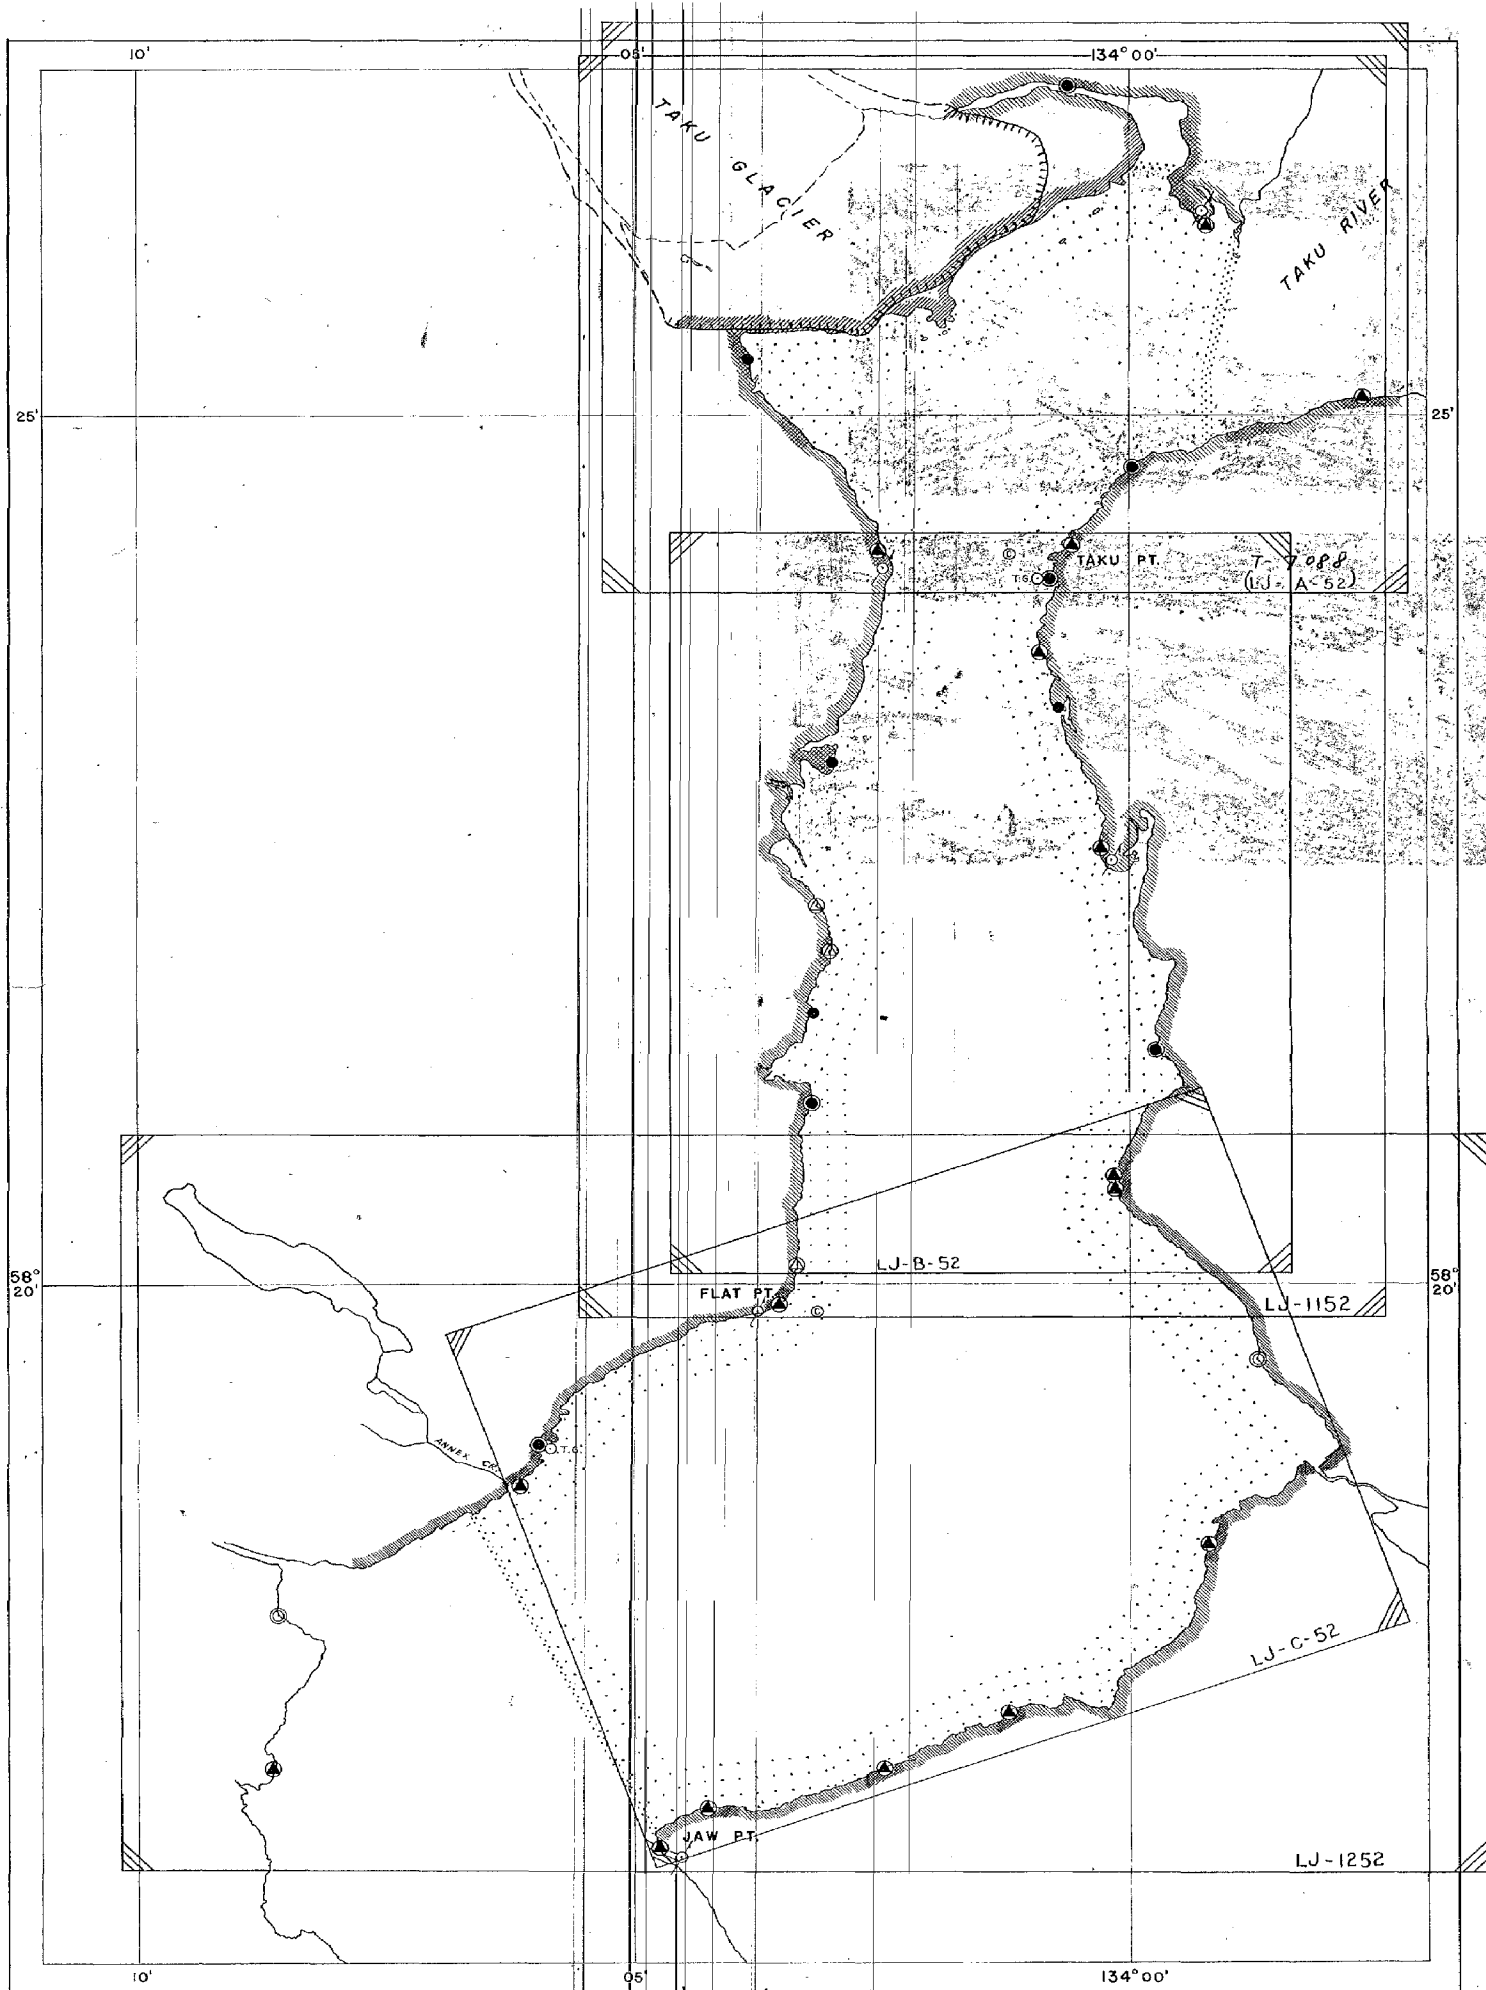 10'
05'
134° 00'
TAKU GLACIER
TAKU RIVER
25'
25'
©
TAKU PT.
T-7088
T.G.
(LJ-A-52)
LJ-B-52
58°
20'
58°
20'
FLAT PT.
©
LJ-1152
ANNEX CR.
T.G.
LJ-C-52
JAW PT.
LJ-1252
10'
05'
134° 00'